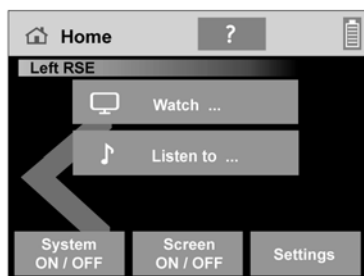 Home
?
Left RSE
Watch ...
Listen to ...
System
ON / OFF
Screen
ON / OFF
Settings